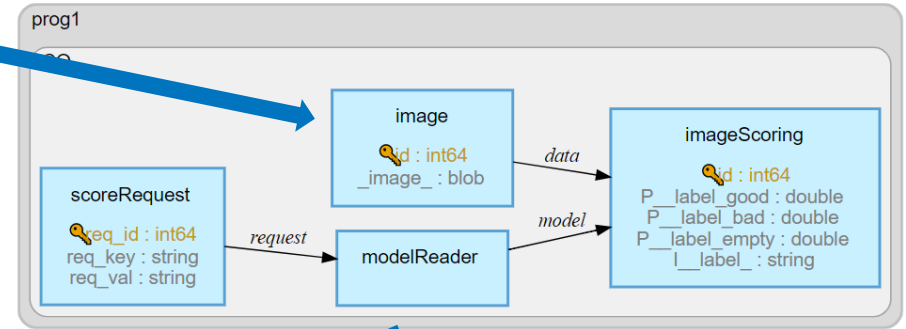 prog1
image
id : int64
_image_ : blob
data
imageScoring
id : int64
P__label_good : double
P__label_bad : double
P__label_empty : double
I__label_ : string
scoreRequest
req_id : int64
req_key : string
req_val : string
request
modelReader
model